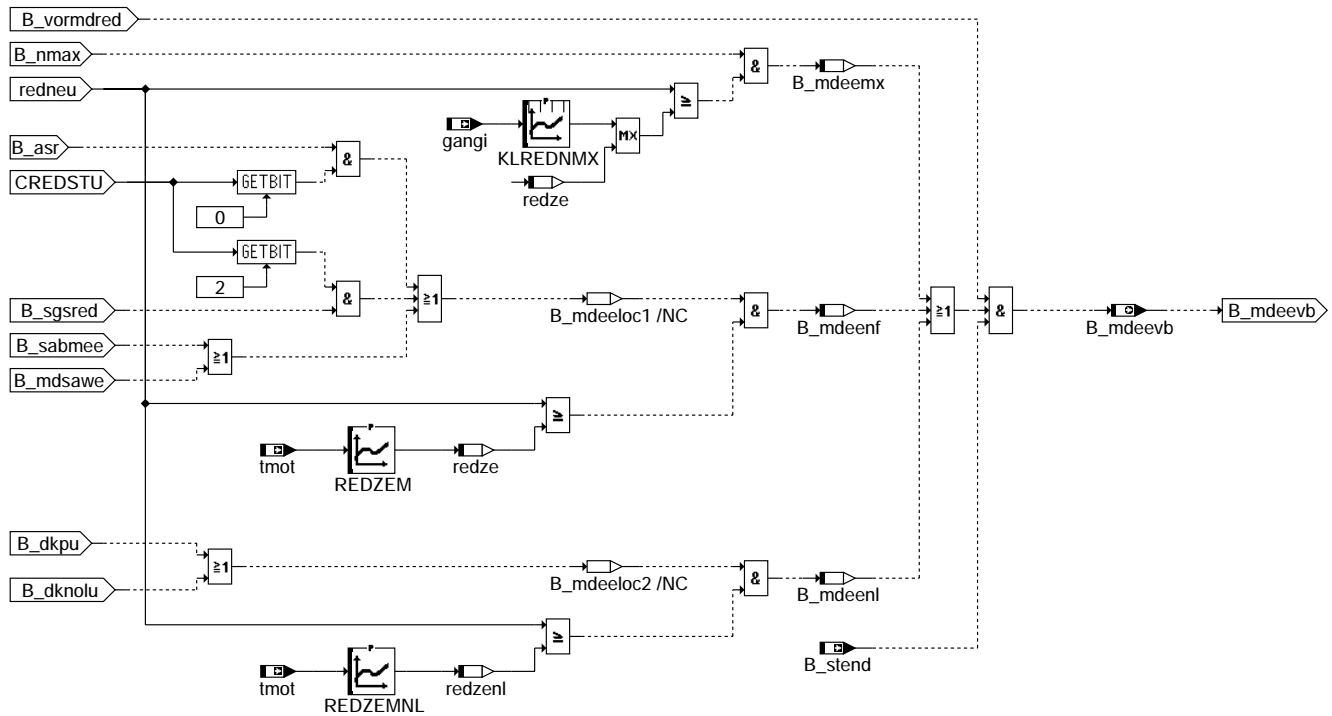 B_vormdred
B_nmax
&
B_mdeemx
redneu
≥
P
gangi
KLREDNMX
MX
B_asr
&
CREDSTU
GETBIT
redze
0
GETBIT
2
≧1
B_mdeeloc1 /NC
&
B_mdeenf
≧1
&
B_mdeevb
B_mdeevb
B_sgsred
&
B_sabmee
≧1
B_mdsawe
≥
P
tmot
redze
REDZEM
B_dkpu
≧1
B_mdeeloc2 /NC
&
B_mdeenl
B_dknolu
≥
P
B_stend
tmot
redzenl
REDZEMNL